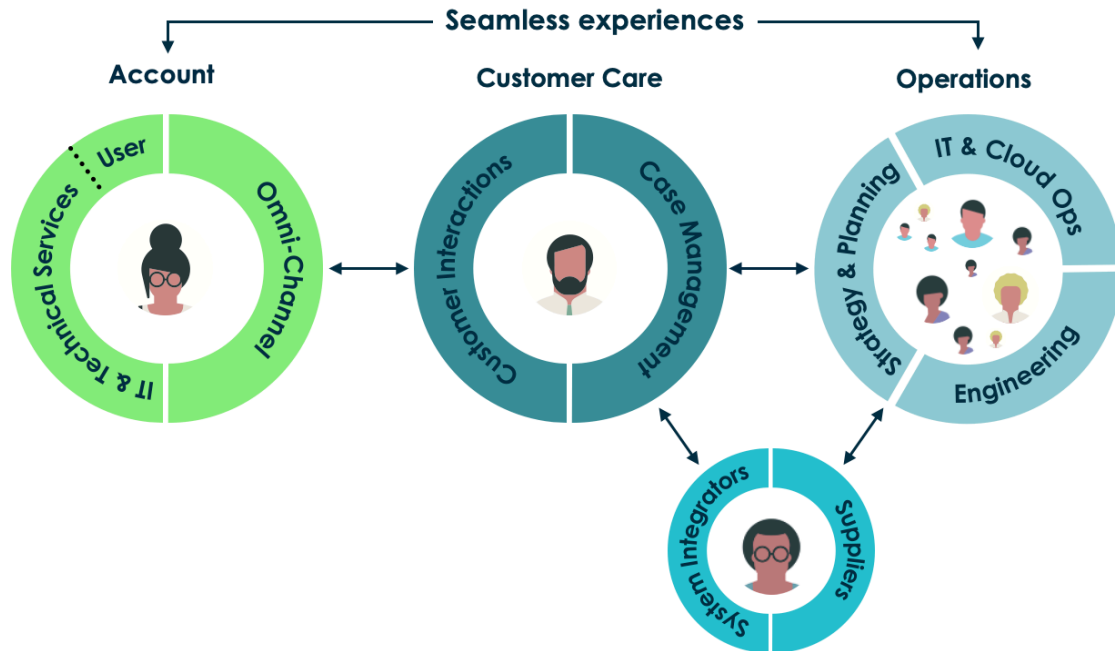 Seamless experiences
Account
Customer Care
Operations
User
IT & Technical Services
Omni-Channel
Customer Interactions
Case Management
Strategy & Planning
IT & Cloud Ops
Engineering
System Integrators
Suppliers